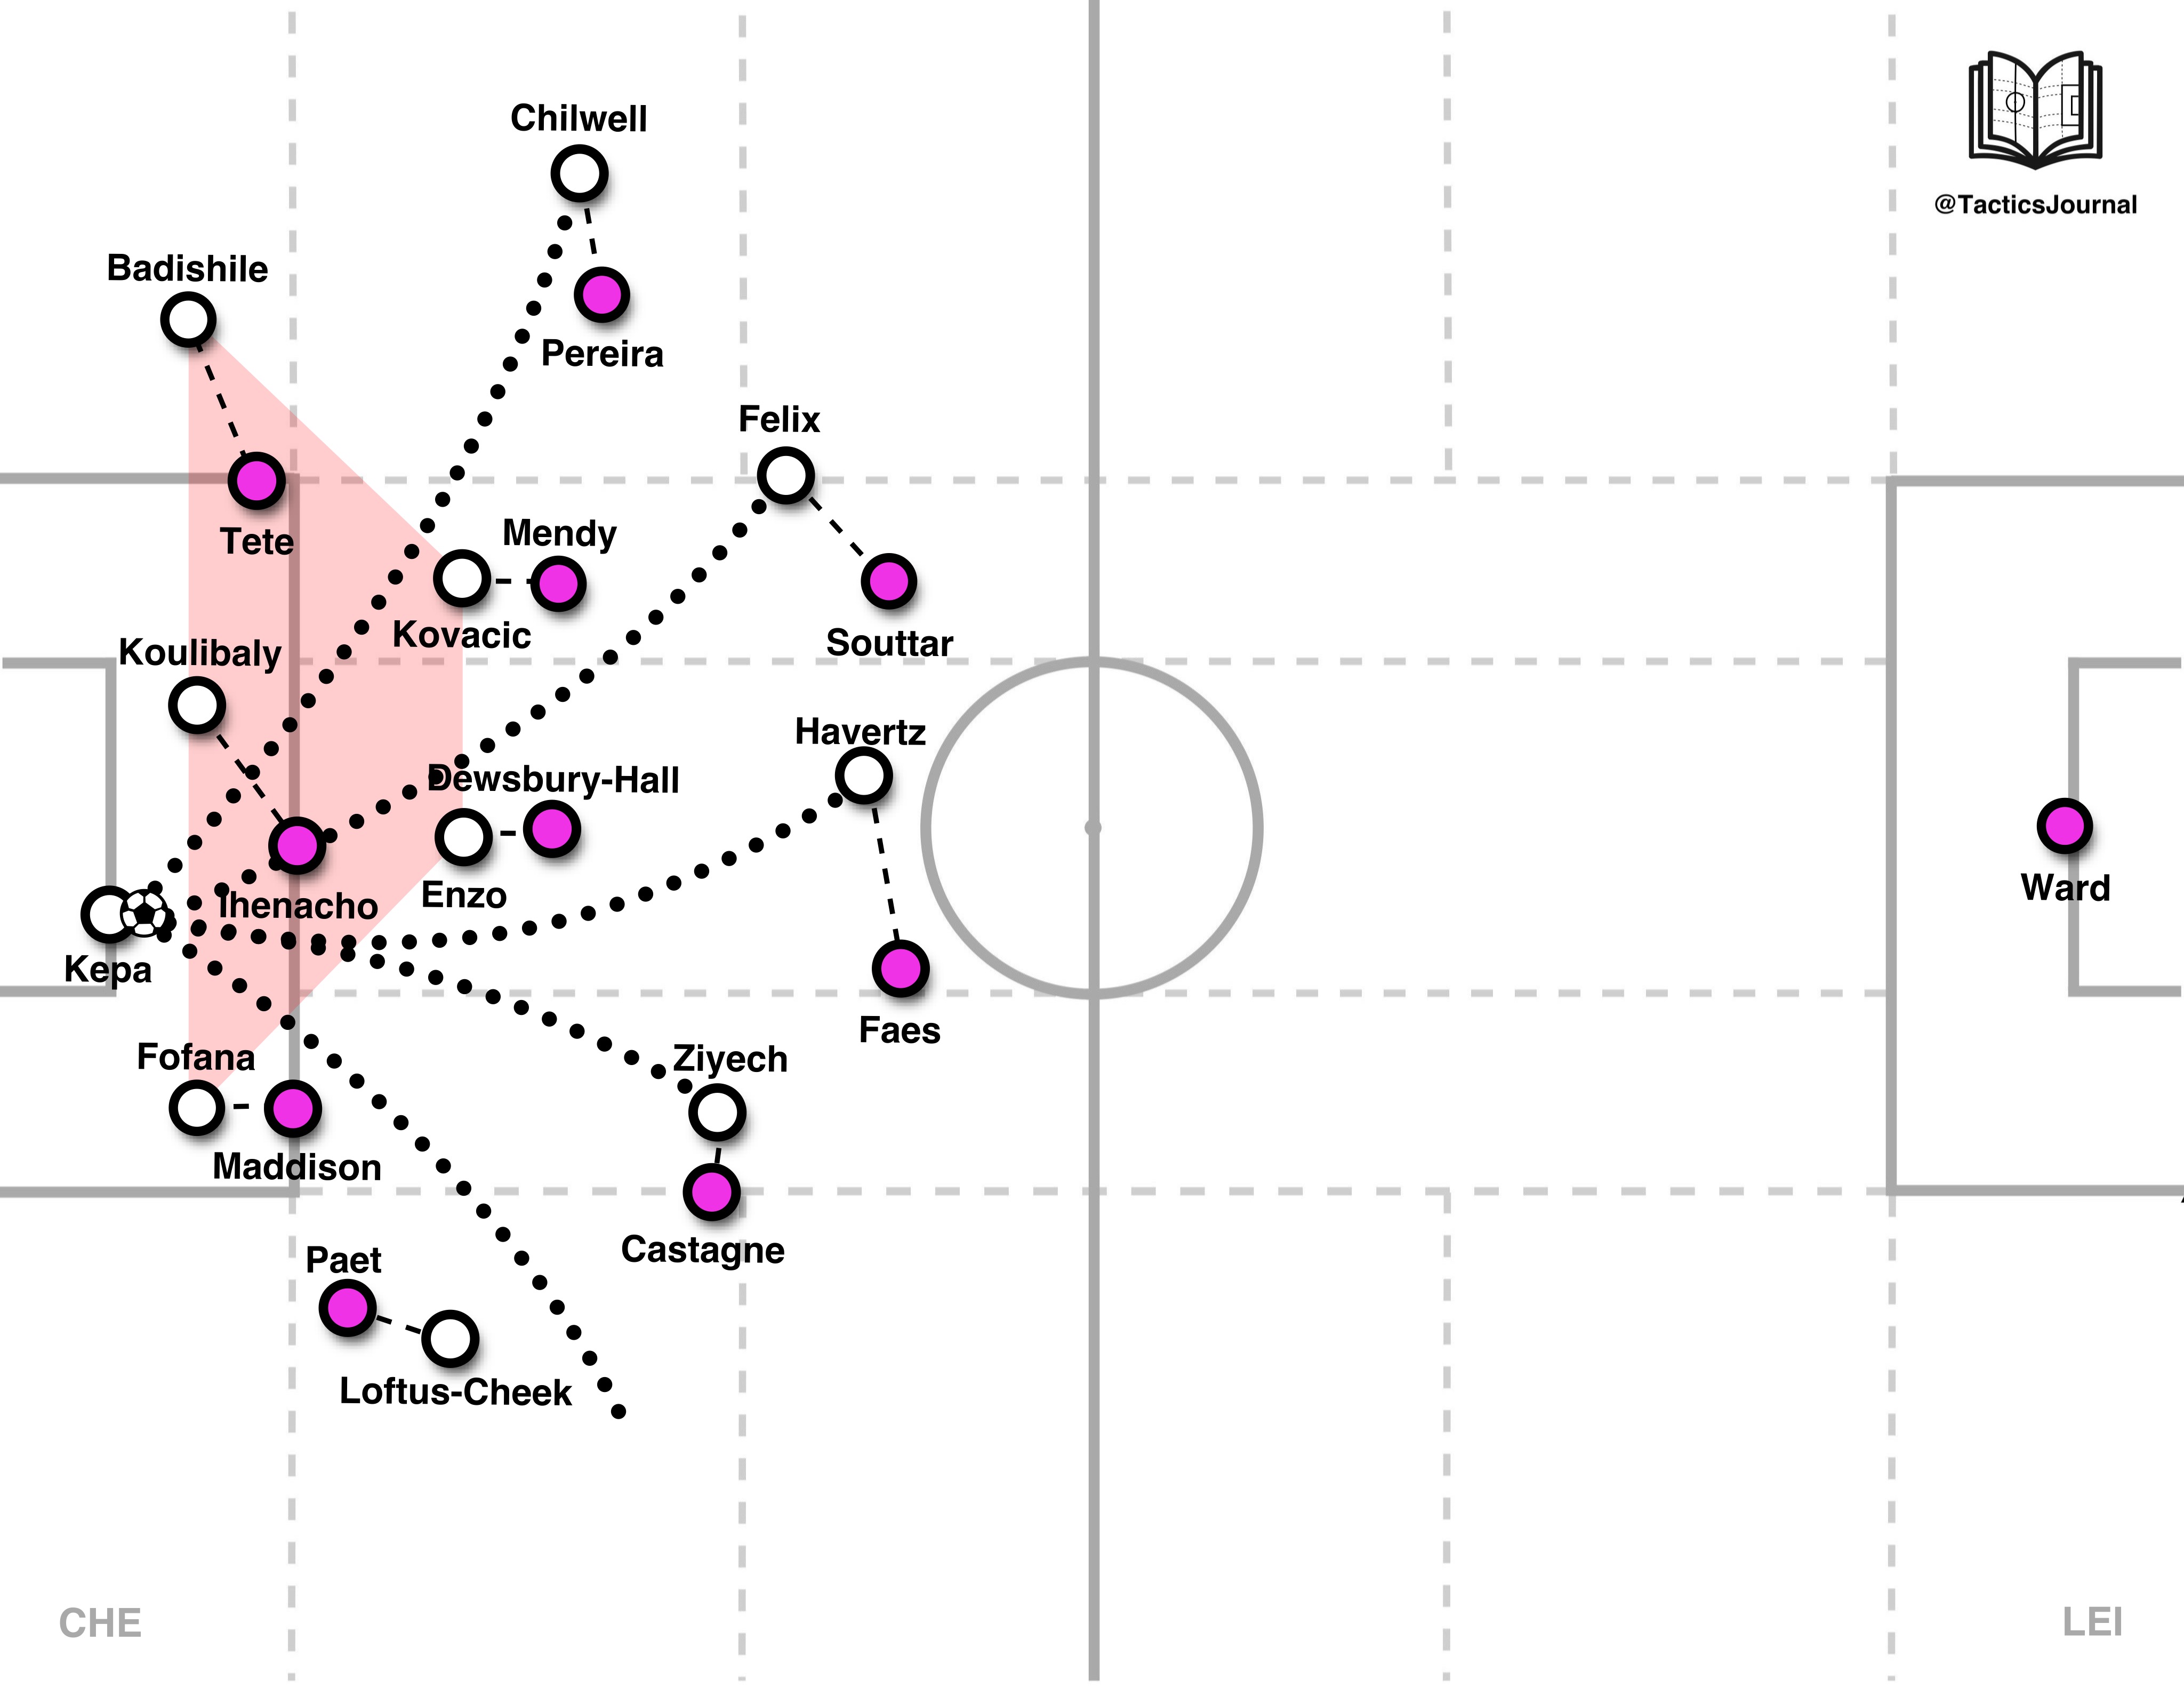 Chilwell
@TacticsJournal
Badishile
Pereira
Felix
Mendy
Tete
Kovacic
Souttar
Koulibaly
Havertz
Dewsbury-Hall
Enzo
Ihenacho
Ward
Kepa
Faes
Fofana
Ziyech
Maddison
Castagne
Paet
Loftus-Cheek
CHE
LEI